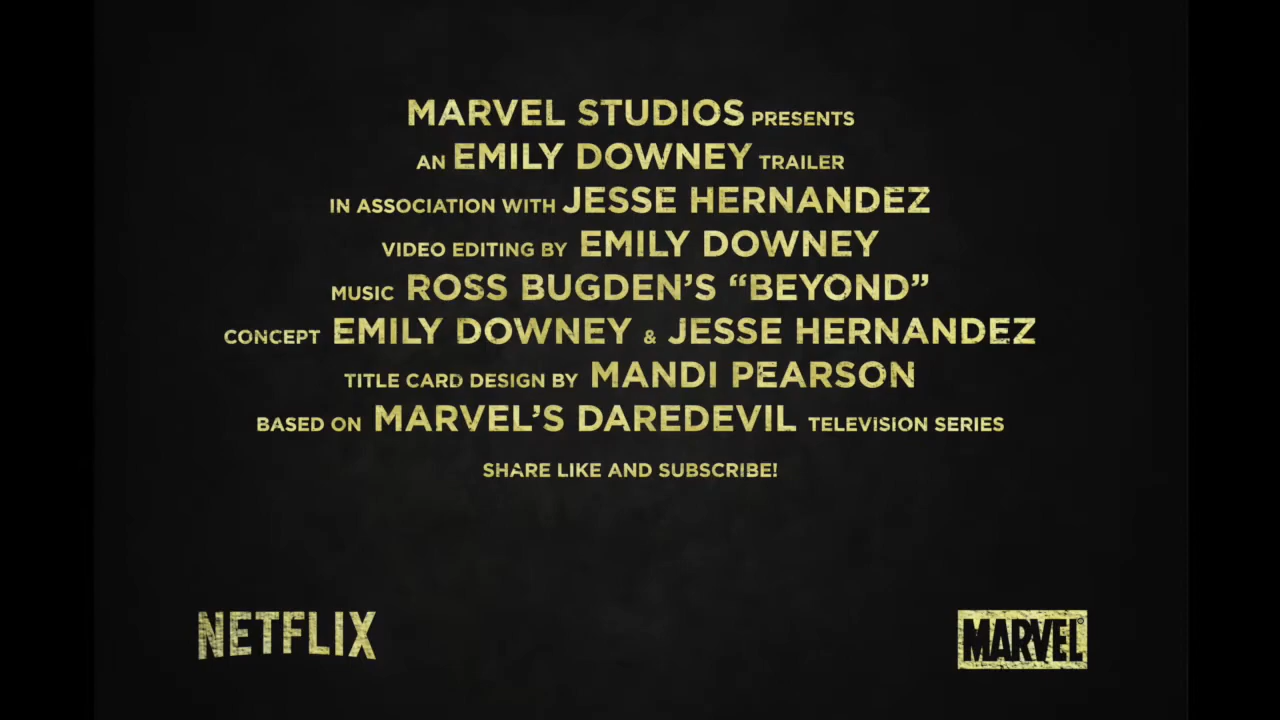 MARVEL STUDIOS PRESENTS
AN EMILY DOWNEY TRAILER
IN ASSOCIATION WITH JESSE HERNANDEZ
VIDEO EDITING BY EMILY DOWNEY
MUSIC ROSS BUGDEN'S “BEYOND”
CONCEPT EMILY DOWNEY & JESSE HERNANDEZ
TITLE CARD DESIGN BY MANDI PEARSON
BASED ON MARVEL'S DAREDEVIL TELEVISION SERIES
SHARE LIKE AND SUBSCRIBE!
NETFLIX
MARVEL